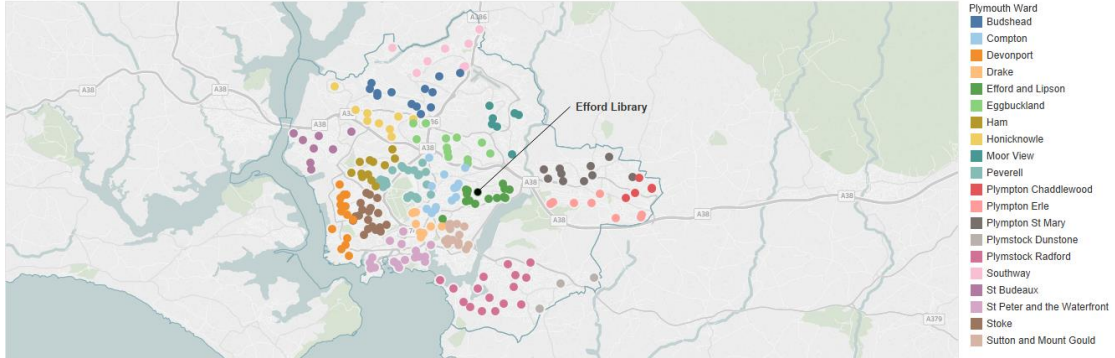 Plymouth Ward
Budshead
Compton
Devonport
Drake
Efford and Lipson
Eggbuckland
Ham
Honicknowle
Moor View
Peverell
Plympton Chaddlewood
Plympton Erle
Plympton St Mary
Plymstock Dunstone
Plymstock Radford
Southway
St Budeaux
St Peter and the Waterfront
Stoke
Sutton and Mount Gould
Efford Library
A386
A38
A38
A38
A38
A38
A38
A38
A379